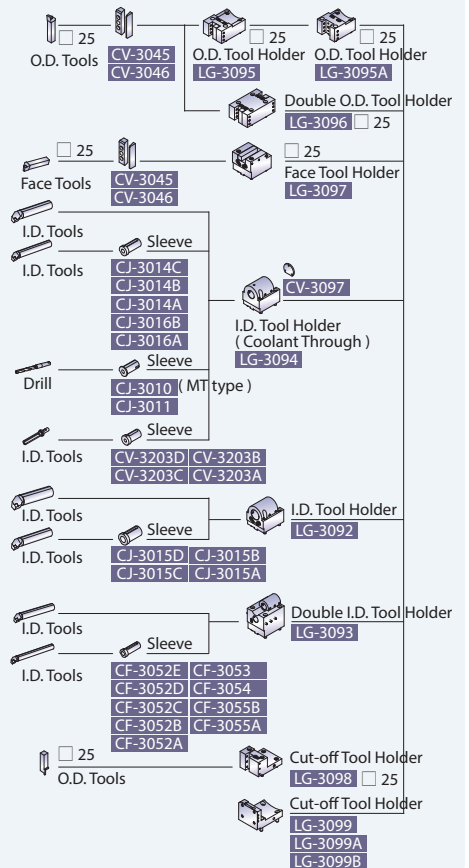 □ 25 □ 25 □ 25
O.D. Tools CV-3045 O.D. Tool Holder O.D. Tool Holder
CV-3046 LG-3095 LG-3095A
Double O.D. Tool Holder
LG-3096 □ 25
□ 25 □ 25
Face Tools CV-3045 Face Tool Holder
CV-3046 LG-3097
I.D. Tools
Sleeve
I.D. Tools
CJ-3014C
CJ-3014B
CJ-3014A
CJ-3016B
CJ-3016A
CV-3097
I.D. Tool Holder
( Coolant Through )
LG-3094
Sleeve
Drill
CJ-3010 ( MT type )
CJ-3011
Sleeve
I.D. Tools
CV-3203D CV-3203B
CV-3203C CV-3203A
I.D. Tools
I.D. Tool Holder
LG-3092
Sleeve
I.D. Tools
CJ-3015D CJ-3015B
CJ-3015C CJ-3015A
I.D. Tools
Double I.D. Tool Holder
LG-3093
Sleeve
I.D. Tools
CF-3052E CF-3053
CF-3052D CF-3054
CF-3052C CF-3055B
CF-3052B CF-3055A
CF-3052A
□ 25
O.D. Tools
Cut-off Tool Holder
LG-3098 □ 25
Cut-off Tool Holder
LG-3099
LG-3099A
LG-3099B